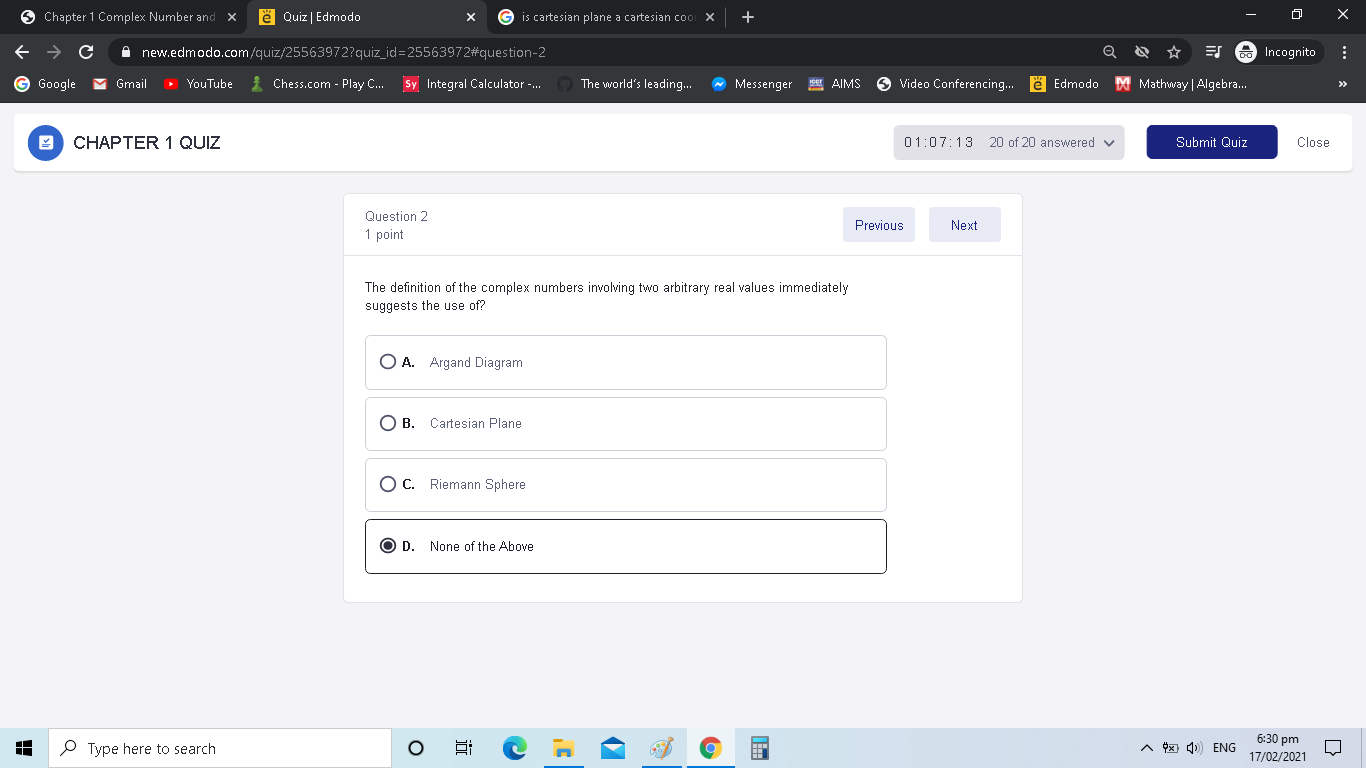 Chapter 1 Complex Number and
Quiz | Edmodo
is cartesian plane a cartesian coor
new.edmodo.com/quiz/25563972?quiz_id=25563972#question-2
Incognito
Google
Gmail
YouTube
Chess.com - Play C...
Sy
Integral Calculator -...
The world's leading...
Messenger
AIMS
Video Conferencing...
Edmodo
Mathway | Algebra...
»
CHAPTER 1 QUIZ
01:07:13 20 of 20 answered
Submit Quiz
Close
Question 2
1 point
Previous
Next
The definition of the complex numbers involving two arbitrary real values immediately
suggests the use of?
A. Argand Diagram
B. Cartesian Plane
C. Riemann Sphere
D. None of the Above
Type here to search
ENG
6:30 pm
17/02/2021